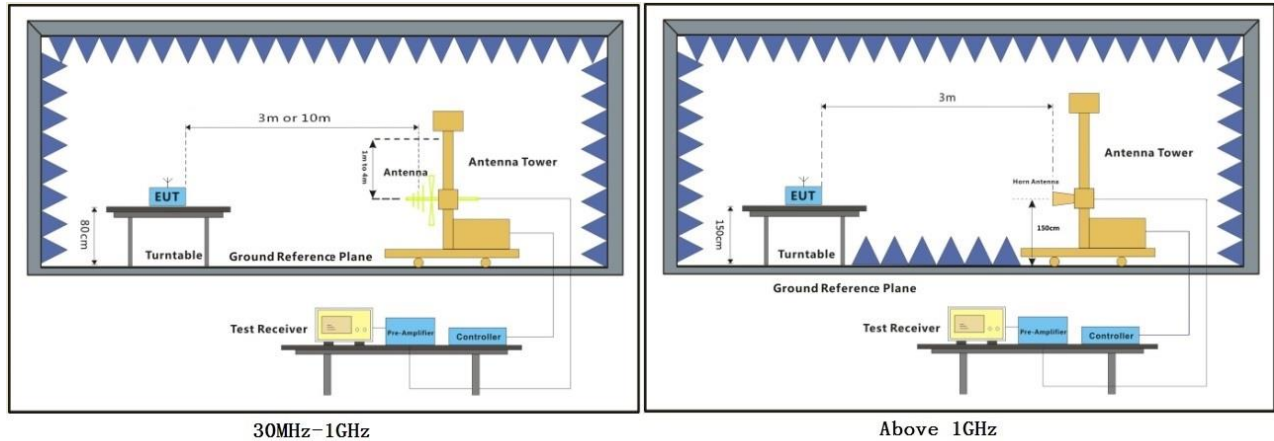 3m or 10m
1m to 4m
Antenna
Antenna Tower
EUT
80cm
Turntable
Ground Reference Plane
Test Receiver
Pre-Amplifier
Controller
30MHz-1GHz
3m
Antenna Tower
Horn Antenna
EUT
150cm
150cm
Turntable
Ground Reference Plane
Test Receiver
Pre-Amplifier
Controller
Above 1GHz